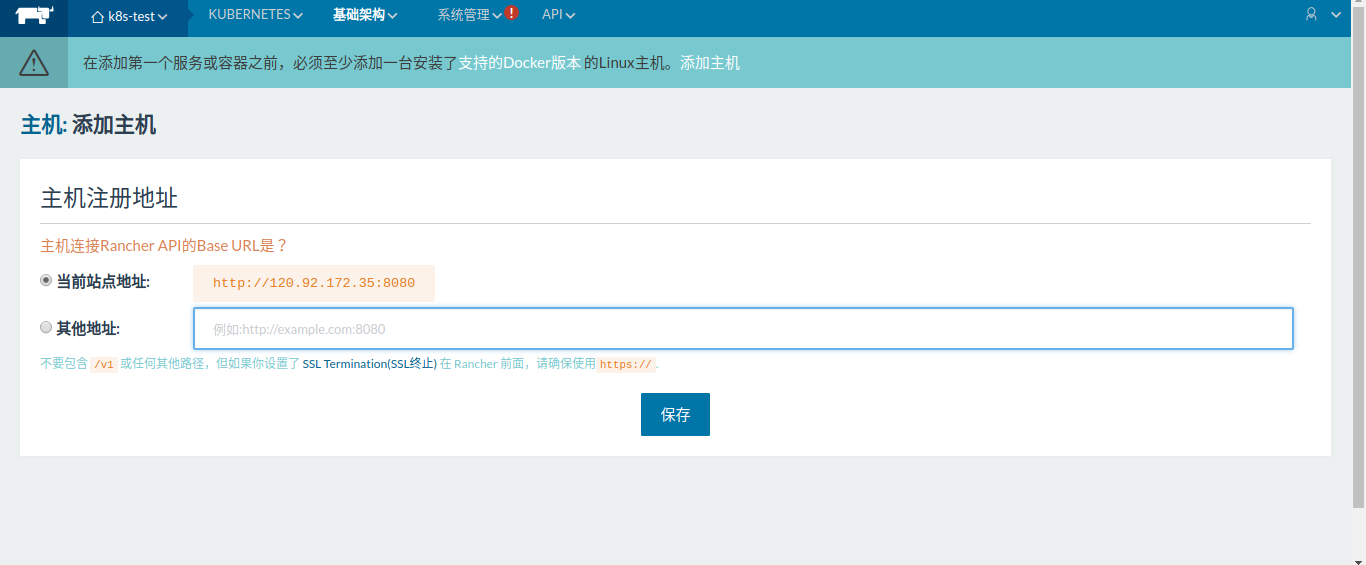 k8s-test KUBERNETES 基础架构 系统管理 ! API
在添加第一个服务或容器之前，必须至少添加一台安装了支持的Docker版本 的Linux主机。添加主机
主机: 添加主机
主机注册地址
主机连接Rancher API的Base URL是？
当前站点地址: http://120.92.172.35:8080
其他地址: 例如:http://example.com:8080
不要包含 /v1 或任何其他路径，但如果你设置了 SSL Termination(SSL终止) 在 Rancher 前面，请确保使用 https:// .
保存